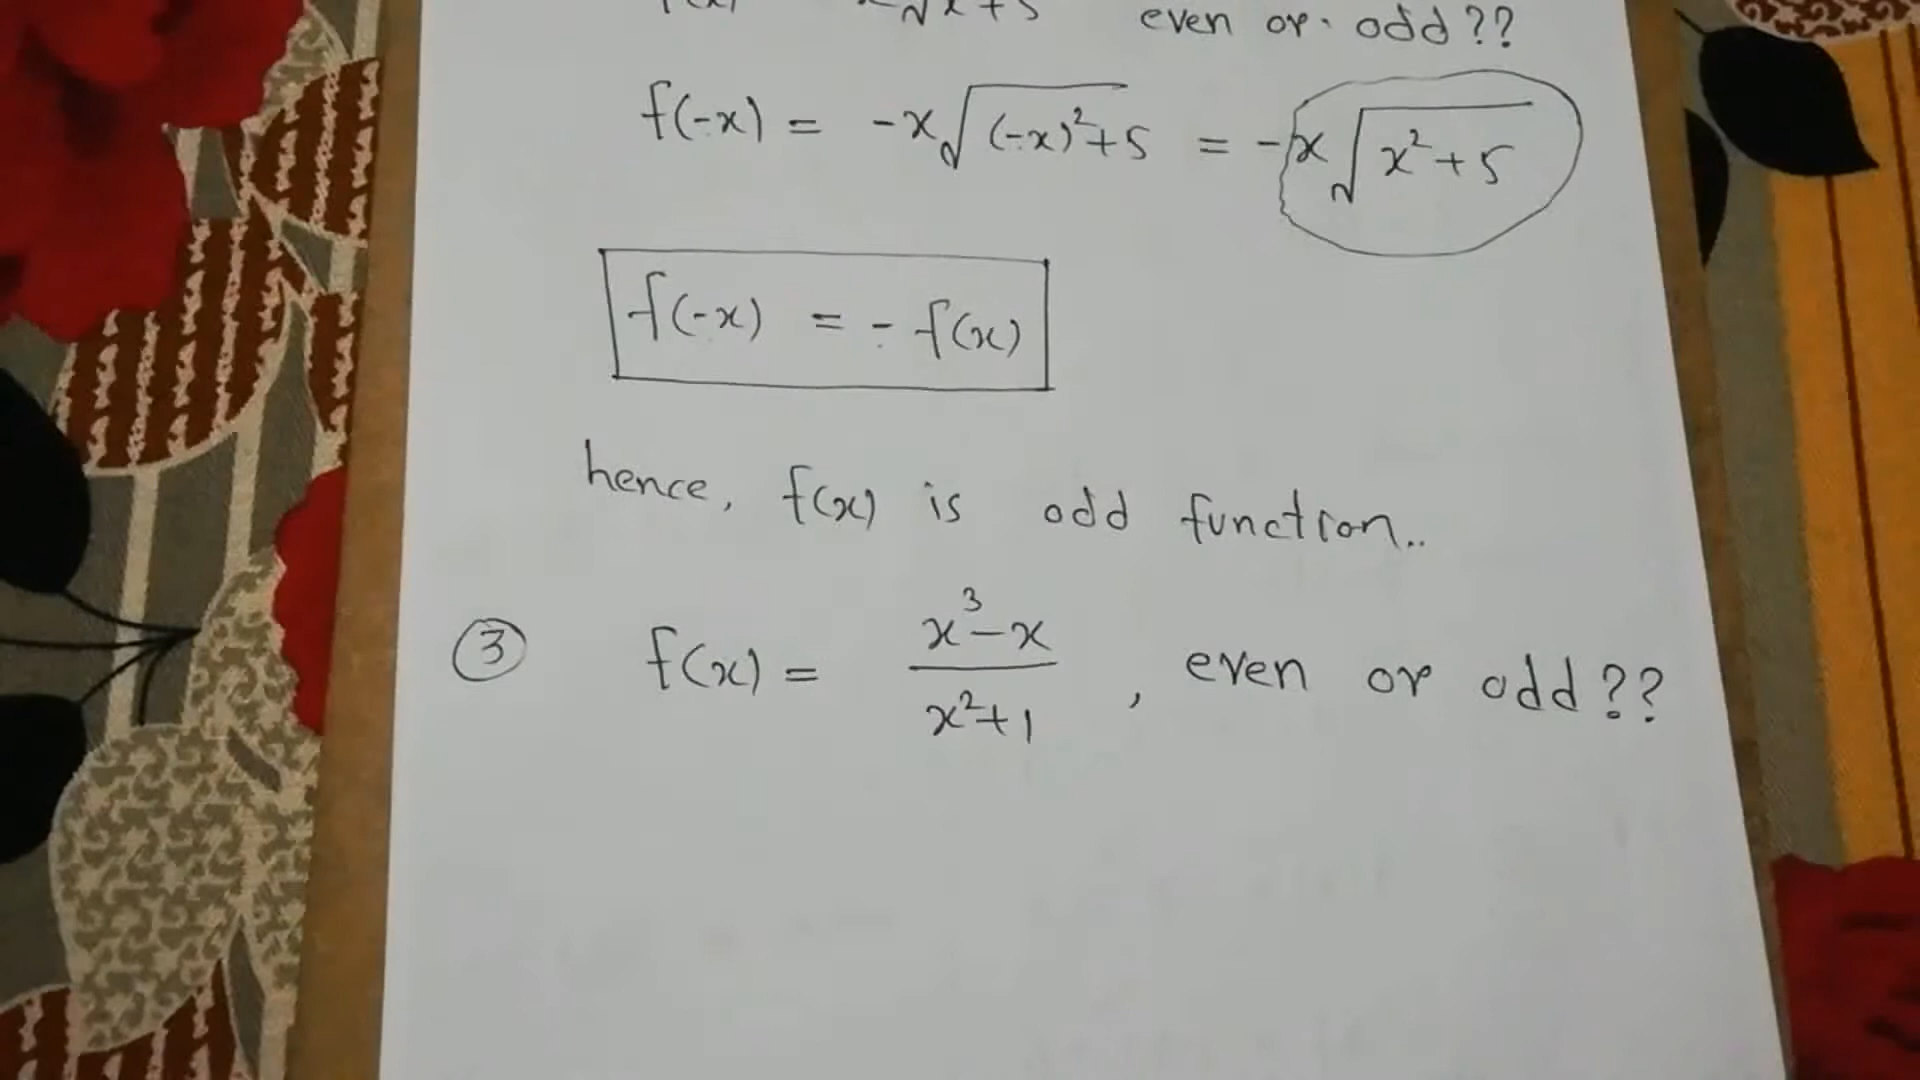 even or odd??
f(-x) = -x√((-x)²+5) = -x√(x²+5)
f(-x) = - f(x)
hence, f(x) is odd function..
③ f(x) = (x³-x)/(x²+1) , even or odd??